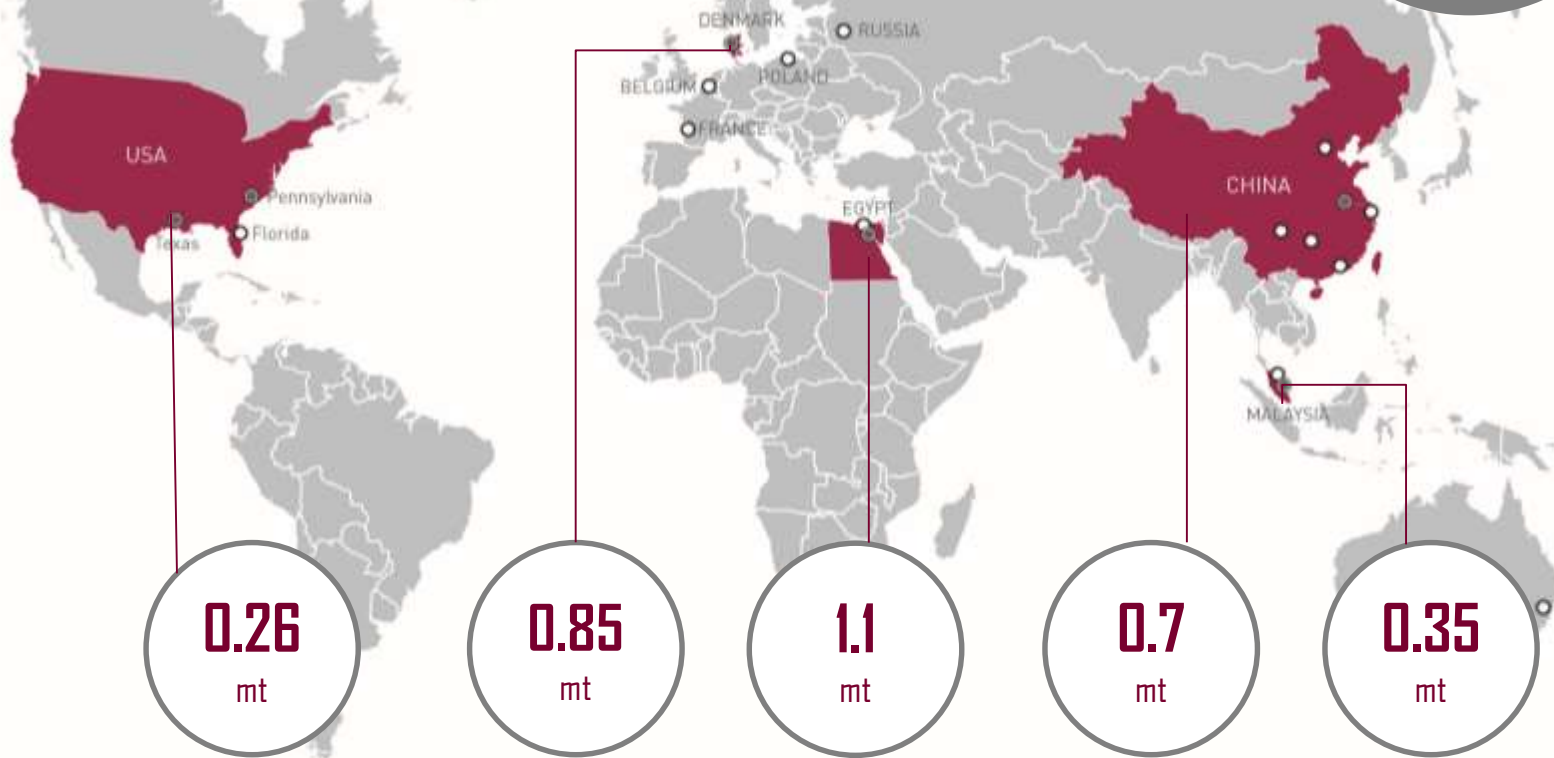 DENMARK
RUSSIA
POLAND
BELGIUM
FRANCE
USA
Pennsylvania
Texas
Florida
EGYPT
CHINA
MALAYSIA
0.26
mt
0.85
mt
1.1
mt
0.7
mt
0.35
mt